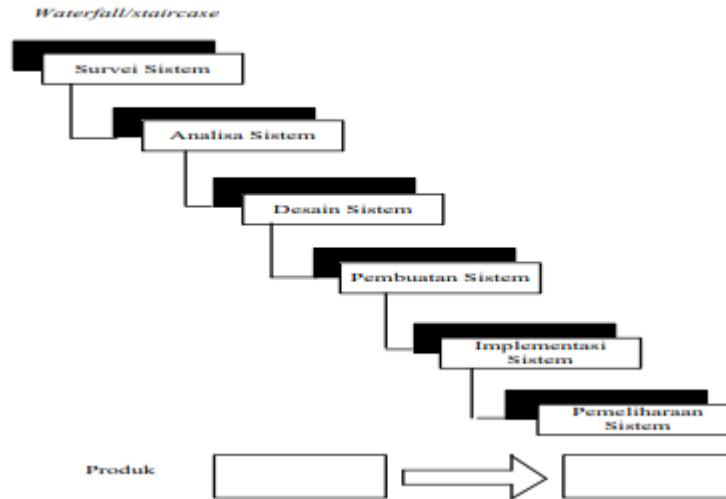 Waterfall/staircase
Survei Sistem
Analisa Sistem
Desain Sistem
Pembuatan Sistem
Implementasi
Sistem
Pemeliharaan
Sistem
Produk